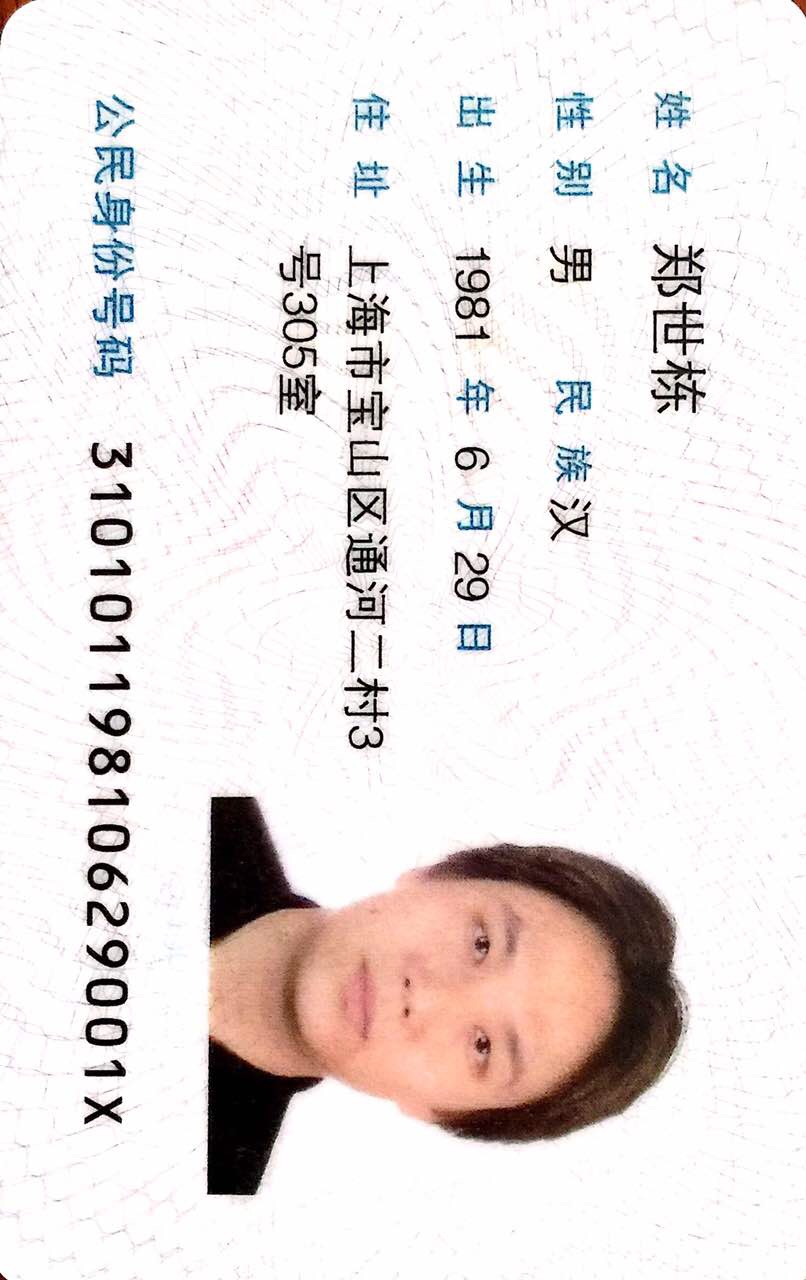 姓名 郑世栋
性别 男 民族 汉
出生 1981 年 6 月 29 日
住址 上海市宝山区通河二村3
号305室
公民身份号码 31010119810629001X